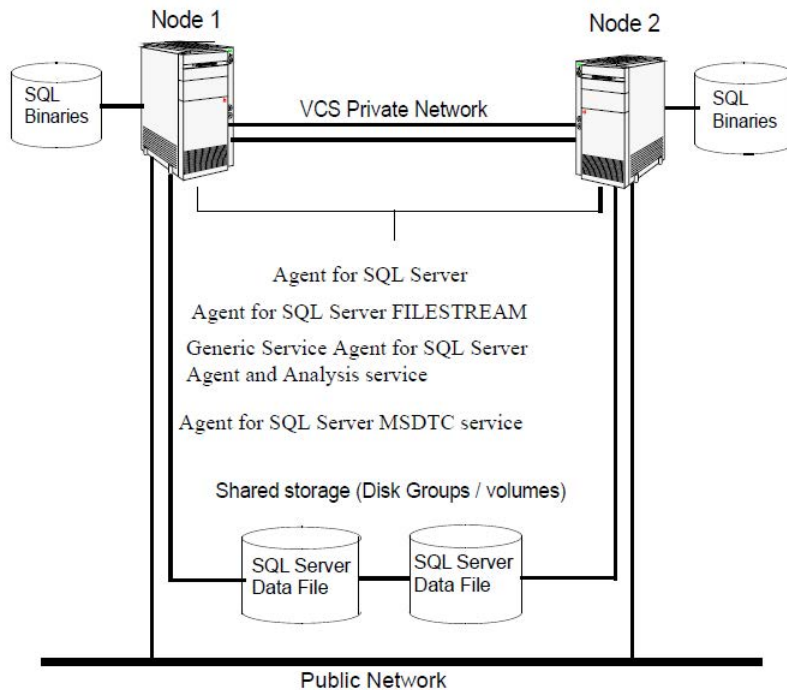 Node 1
Node 2
SQL
Binaries
SQL
Binaries
VCS Private Network
Agent for SQL Server
Agent for SQL Server FILESTREAM
Generic Service Agent for SQL Server
Agent and Analysis service
Agent for SQL Server MSDTC service
Shared storage (Disk Groups / volumes)
SQL Server
Data File
SQL Server
Data File
Public Network